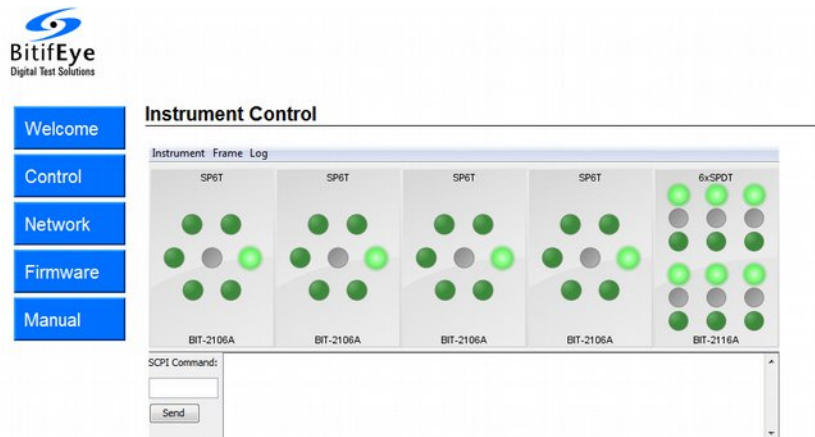 BitifEye
Digital Test Solutions
Welcome
Control
Network
Firmware
Manual
Instrument Control
Instrument Frame Log
SP6T SP6T SP6T SP6T 6xSPDT
BIT-2106A BIT-2106A BIT-2106A BIT-2106A BIT-2116A
SCPI Command:
Send